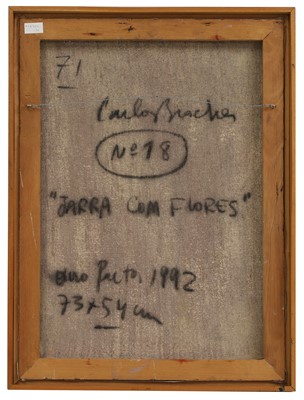 71
Carlos Bracher
Nº 18
"JARRA COM FLORES"
Ouro Preto, 1992
73x54 cm